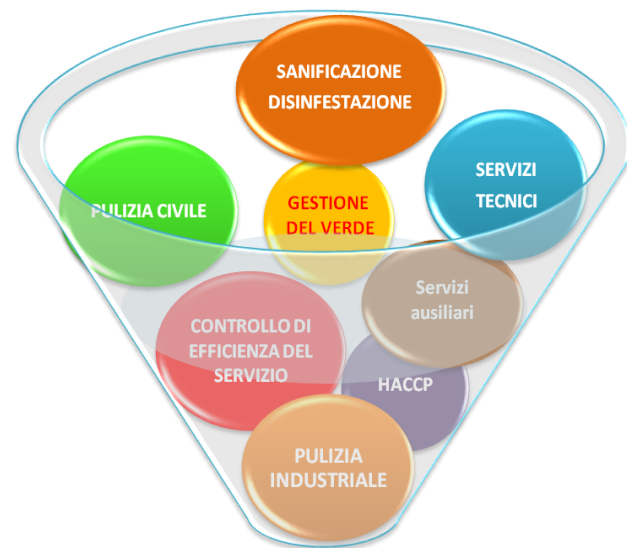 SANIFICAZIONE
DISINFESTAZIONE
PULIZIA CIVILE
GESTIONE
DEL VERDE
SERVIZI
TECNICI
CONTROLLO DI
EFFICIENZA DEL
SERVIZIO
Servizi
ausiliari
HACCP
PULIZIA
INDUSTRIALE